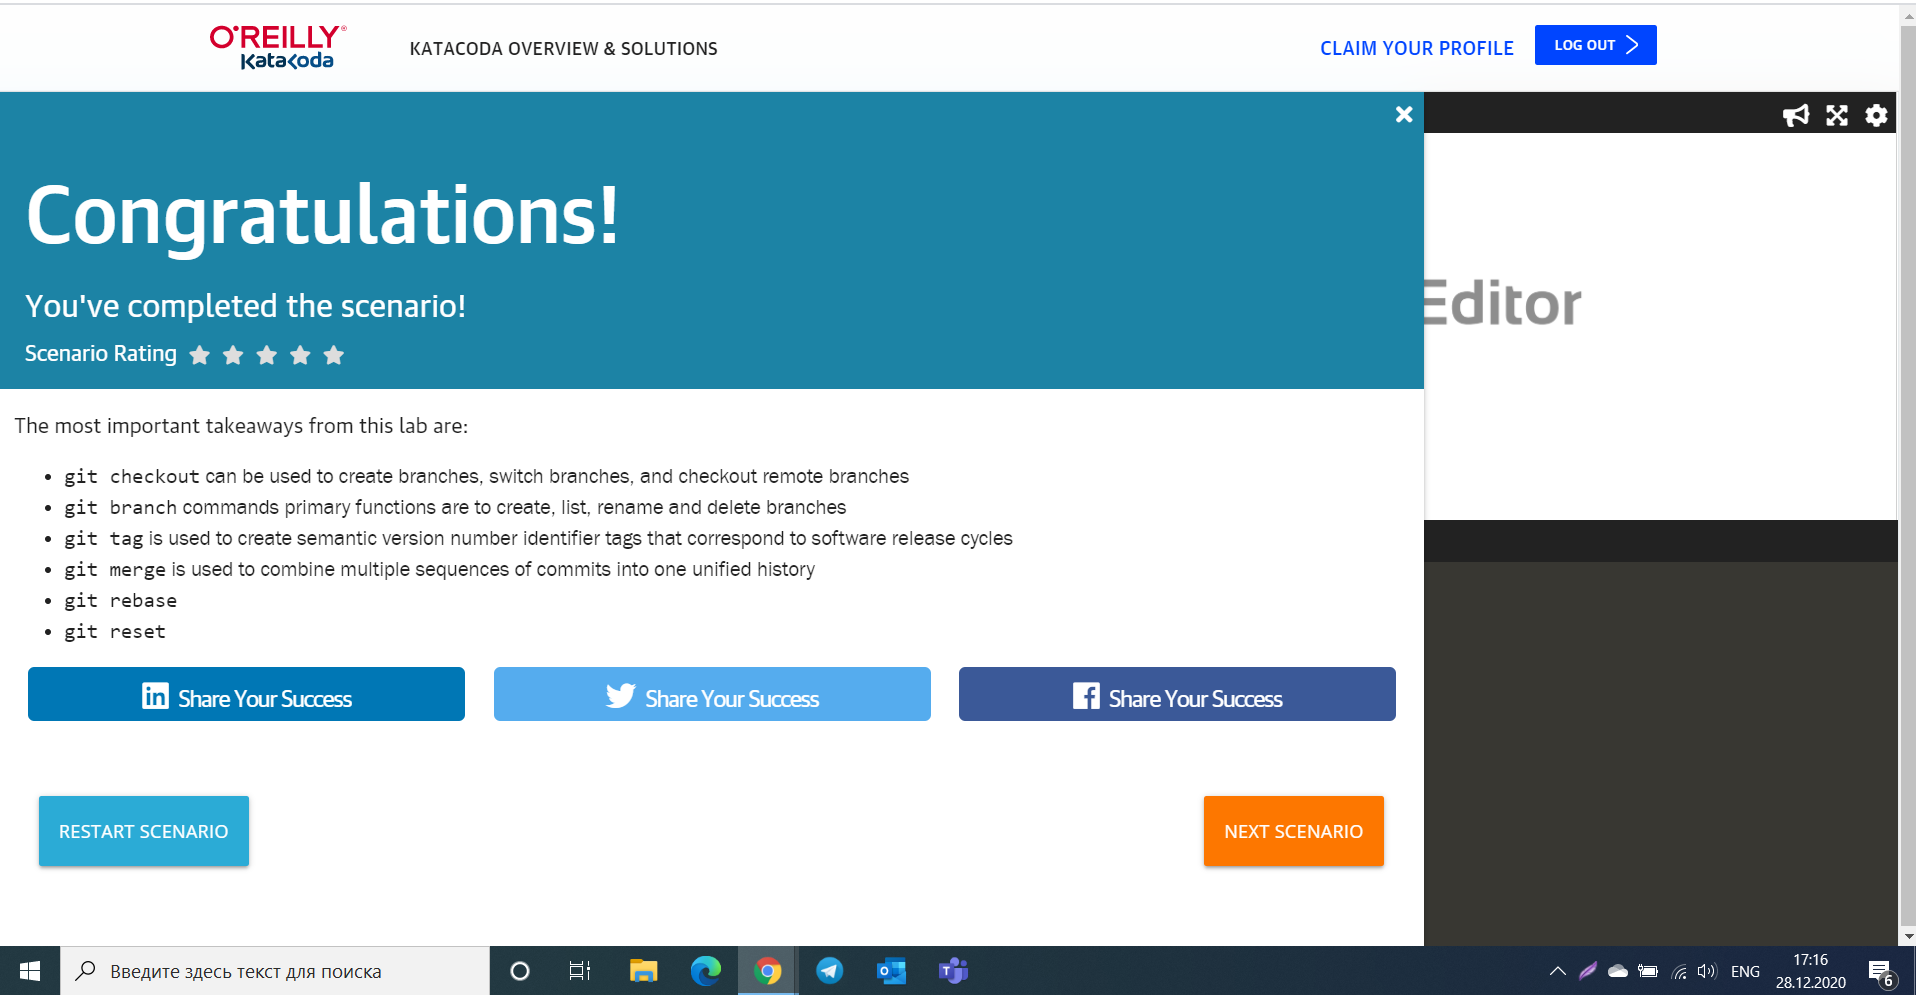 O'REILLY®
Katacoda
KATACODA OVERVIEW & SOLUTIONS
CLAIM YOUR PROFILE
LOG OUT
Congratulations!
You've completed the scenario!
Scenario Rating
Editor
The most important takeaways from this lab are:
• git checkout can be used to create branches, switch branches, and checkout remote branches
• git branch commands primary functions are to create, list, rename and delete branches
• git tag is used to create semantic version number identifier tags that correspond to software release cycles
• git merge is used to combine multiple sequences of commits into one unified history
• git rebase
• git reset
in Share Your Success
Share Your Success
f Share Your Success
RESTART SCENARIO
NEXT SCENARIO
Введите здесь текст для поиска
ENG
17:16
28.12.2020
6